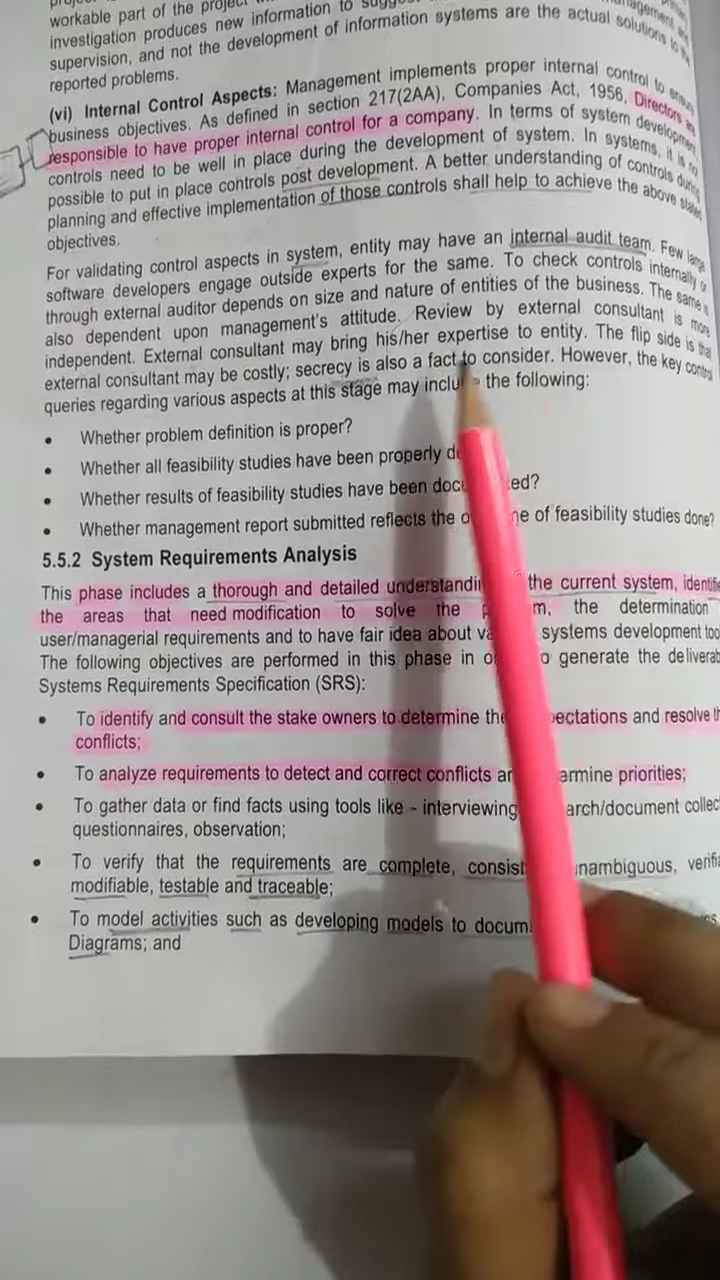 workable part of the project
investigation produces new information to
supervision, and not the development of information systems are the actual solutions to
reported problems.
(vi) Internal Control Aspects: Management implements proper internal control to ensure
business objectives. As defined in section 217(2AA), Companies Act, 1956, Directors
responsible to have proper internal control for a company. In terms of system
controls need to be well in place during the development of system. In systems, it is
possible to put in place controls post development. A better understanding of controls
planning and effective implementation of those controls shall help to achieve the above
objectives.
For validating control aspects in system, entity may have an internal audit team. Few
software developers engage outside experts for the same. To check controls internally or
through external auditor depends on size and nature of entities of the business. The same is
also dependent upon management's attitude. Review by external consultant is more
independent. External consultant may bring his/her expertise to entity. The flip side is that
external consultant may be costly; secrecy is also a fact to consider. However, the key control
queries regarding various aspects at this stage may the following:
• Whether problem definition is proper?
• Whether all feasibility studies have been properly
• Whether results of feasibility studies have been
• Whether management report submitted reflects the of feasibility studies done?
5.5.2 System Requirements Analysis
This phase includes a thorough and detailed the current system,
the areas that need modification to solve the the determination
user/managerial requirements and to have fair idea about systems development
The following objectives are performed in this phase in generate the
Systems Requirements Specification (SRS):
• To identify and consult the stake owners to determine and resolve
conflicts;
• To analyze requirements to detect and correct conflicts priorities;
• To gather data or find facts using tools like - interviewing
questionnaires, observation;
• To verify that the requirements are complete,
modifiable, testable and traceable;
• To model activities such as developing models to
Diagrams; and